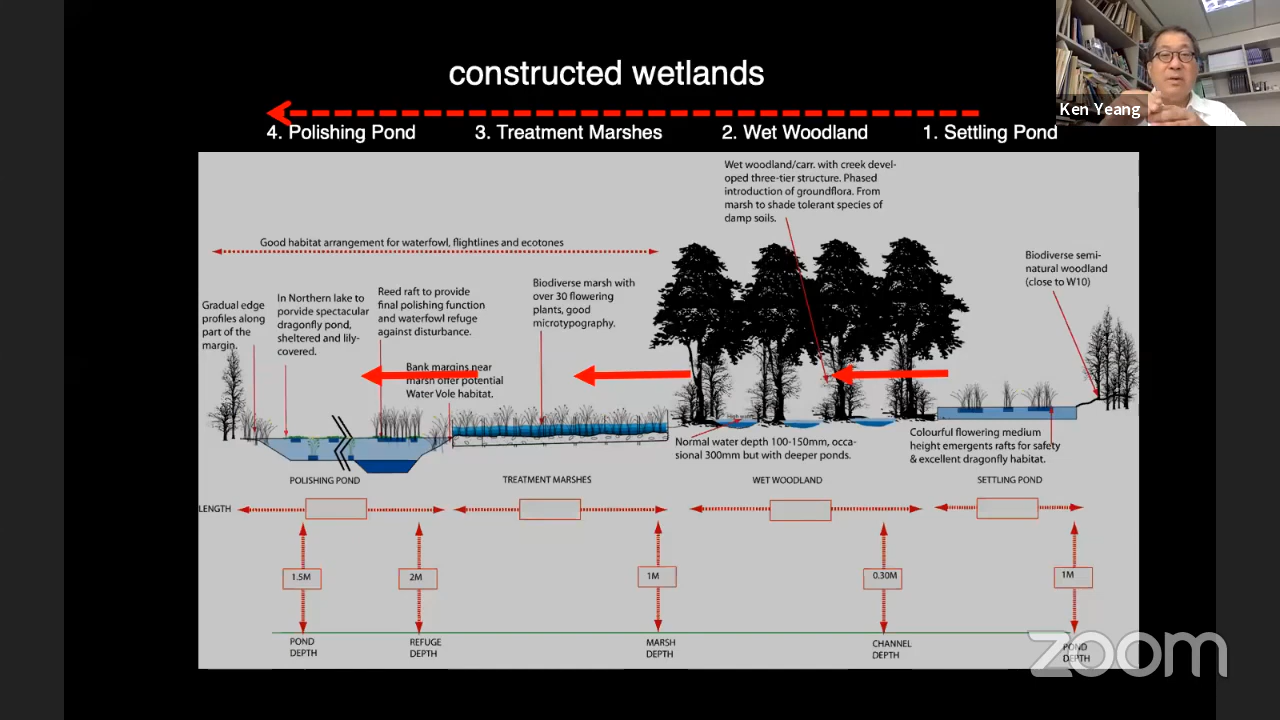 constructed wetlands
Ken Yeang
4. Polishing Pond
3. Treatment Marshes
2. Wet Woodland
1. Settling Pond
Wet woodland/carr. with creek devel-
oped three-tier structure. Phased
introduction of groundflora. From
marsh to shade tolerant species of
damp soils.
Good habitat arrangement for waterfowl, flightlines and ecotones
Biodiverse semi-
natural woodland
(close to W10)
Gradual edge
profiles along
part of the
margin.
In Northern lake to
porvide spectacular
dragonfly pond,
sheltered and lily-
covered.
Reed raft to provide
final polishing function
and waterfowl refuge
against disturbance.
Biodiverse marsh with
over 30 flowering
plants, good
microtypography.
Bank margins near
marsh offer potential
Water Vole habitat.
Normal water depth 100-150mm, occa-
sional 300mm but with deeper ponds.
Colourful flowering medium
height emergents rafts for safety
& excellent dragonfly habitat.
POLISHING POND
TREATMENT MARSHES
WET WOODLAND
SETTLING POND
LENGTH
1.5M
2M
1M
0.30M
1M
POND
DEPTH
REFUGE
DEPTH
MARSH
DEPTH
CHANNEL
DEPTH
POND
DEPTH
zoom